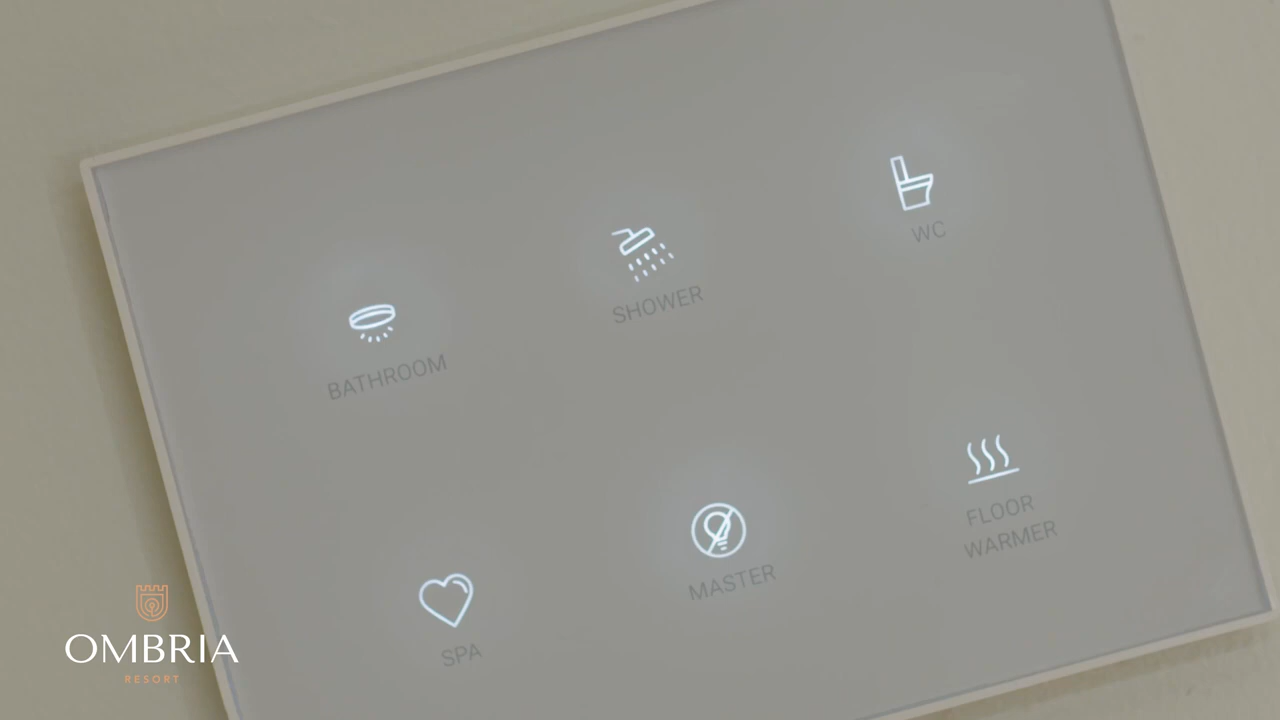 BATHROOM
SHOWER
WC
SPA
MASTER
FLOOR
WARMER
OMBRIA
RESORT